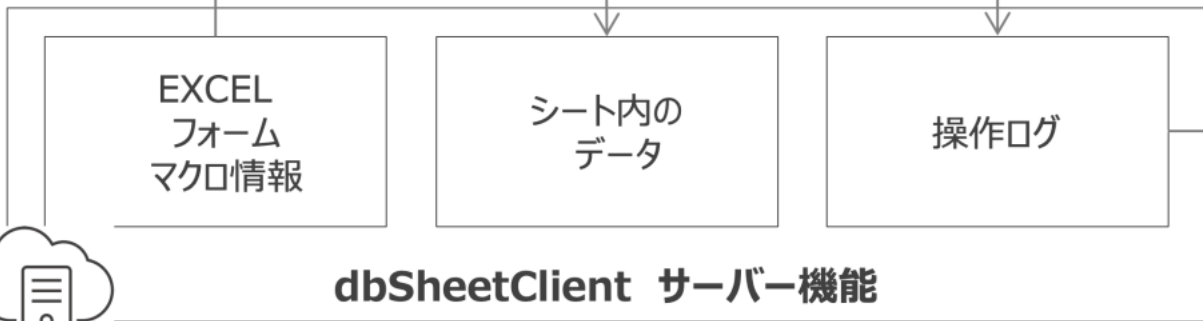 EXCEL
フォーム
マクロ情報
シート内の
データ
操作ログ
dbSheetClient サーバー機能